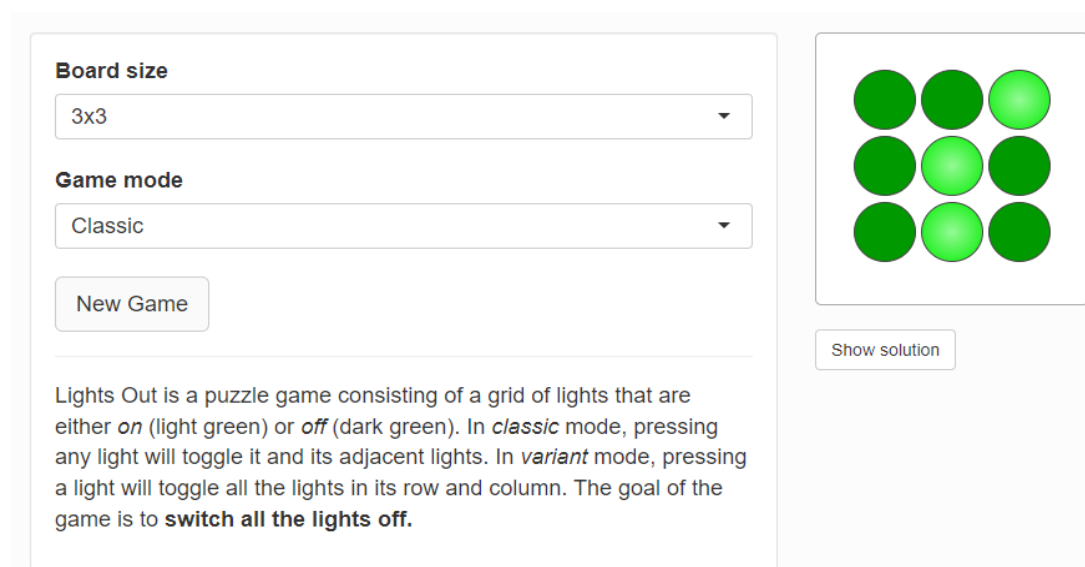 Board size
3x3
Game mode
Classic
New Game
Show solution
Lights Out is a puzzle game consisting of a grid of lights that are
either on (light green) or off (dark green). In classic mode, pressing
any light will toggle it and its adjacent lights. In variant mode, pressing
a light will toggle all the lights in its row and column. The goal of the
game is to switch all the lights off.